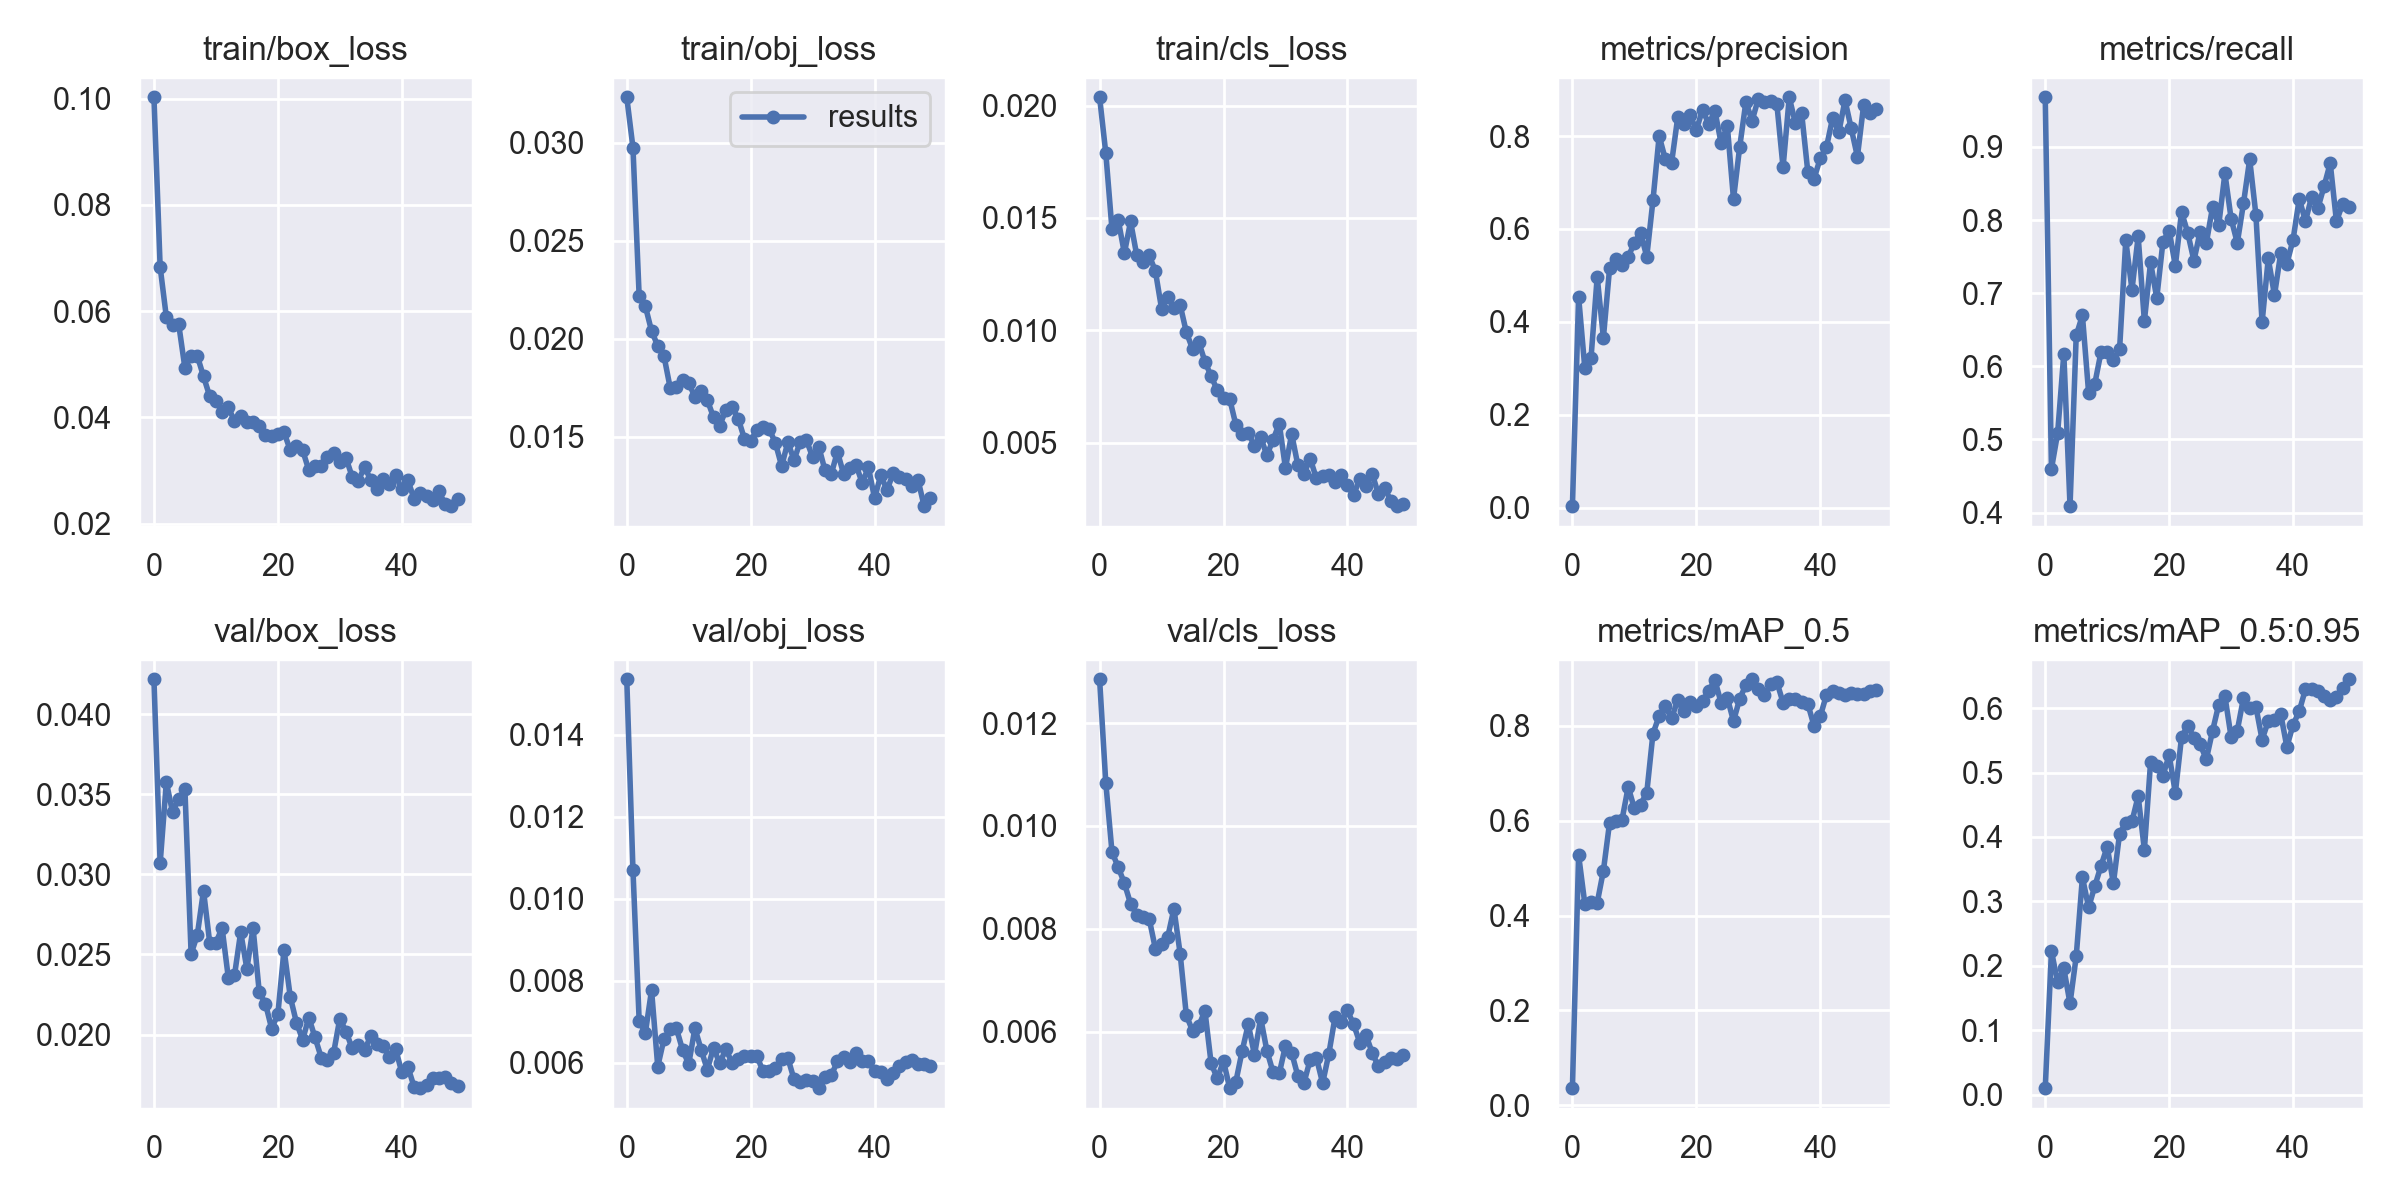 train/box_loss
0.10
0.08
0.06
0.04
0.02
0 20 40
train/obj_loss
results
0.030
0.025
0.020
0.015
0 20 40
train/cls_loss
0.020
0.015
0.010
0.005
0 20 40
metrics/precision
0.8
0.6
0.4
0.2
0.0
0 20 40
metrics/recall
0.9
0.8
0.7
0.6
0.5
0.4
0 20 40
val/box_loss
0.040
0.035
0.030
0.025
0.020
0 20 40
val/obj_loss
0.014
0.012
0.010
0.008
0.006
0 20 40
val/cls_loss
0.012
0.010
0.008
0.006
0 20 40
metrics/mAP_0.5
0.8
0.6
0.4
0.2
0.0
0 20 40
metrics/mAP_0.5:0.95
0.6
0.5
0.4
0.3
0.2
0.1
0.0
0 20 40